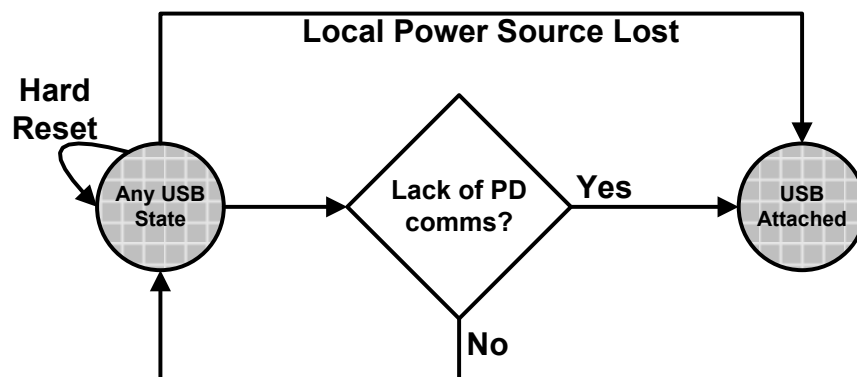 Local Power Source Lost
Hard
Reset
Any USB
State
Lack of PD
comms?
Yes
USB
Attached
No